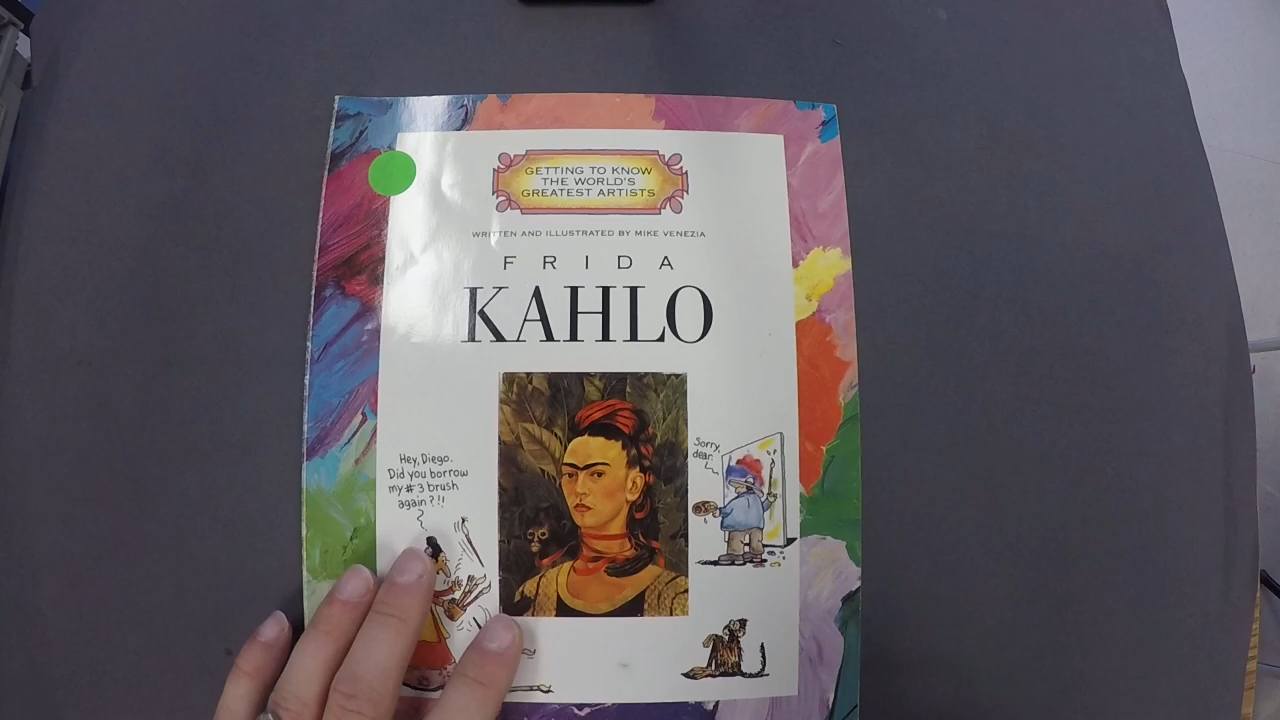 GETTING TO KNOW
THE WORLD'S
GREATEST ARTISTS
WRITTEN AND ILLUSTRATED BY MIKE VENEZIA
FRIDA
KAHLO
Hey, Diego.
Did you borrow
my #3 brush
again?!!
Sorry,
dear.